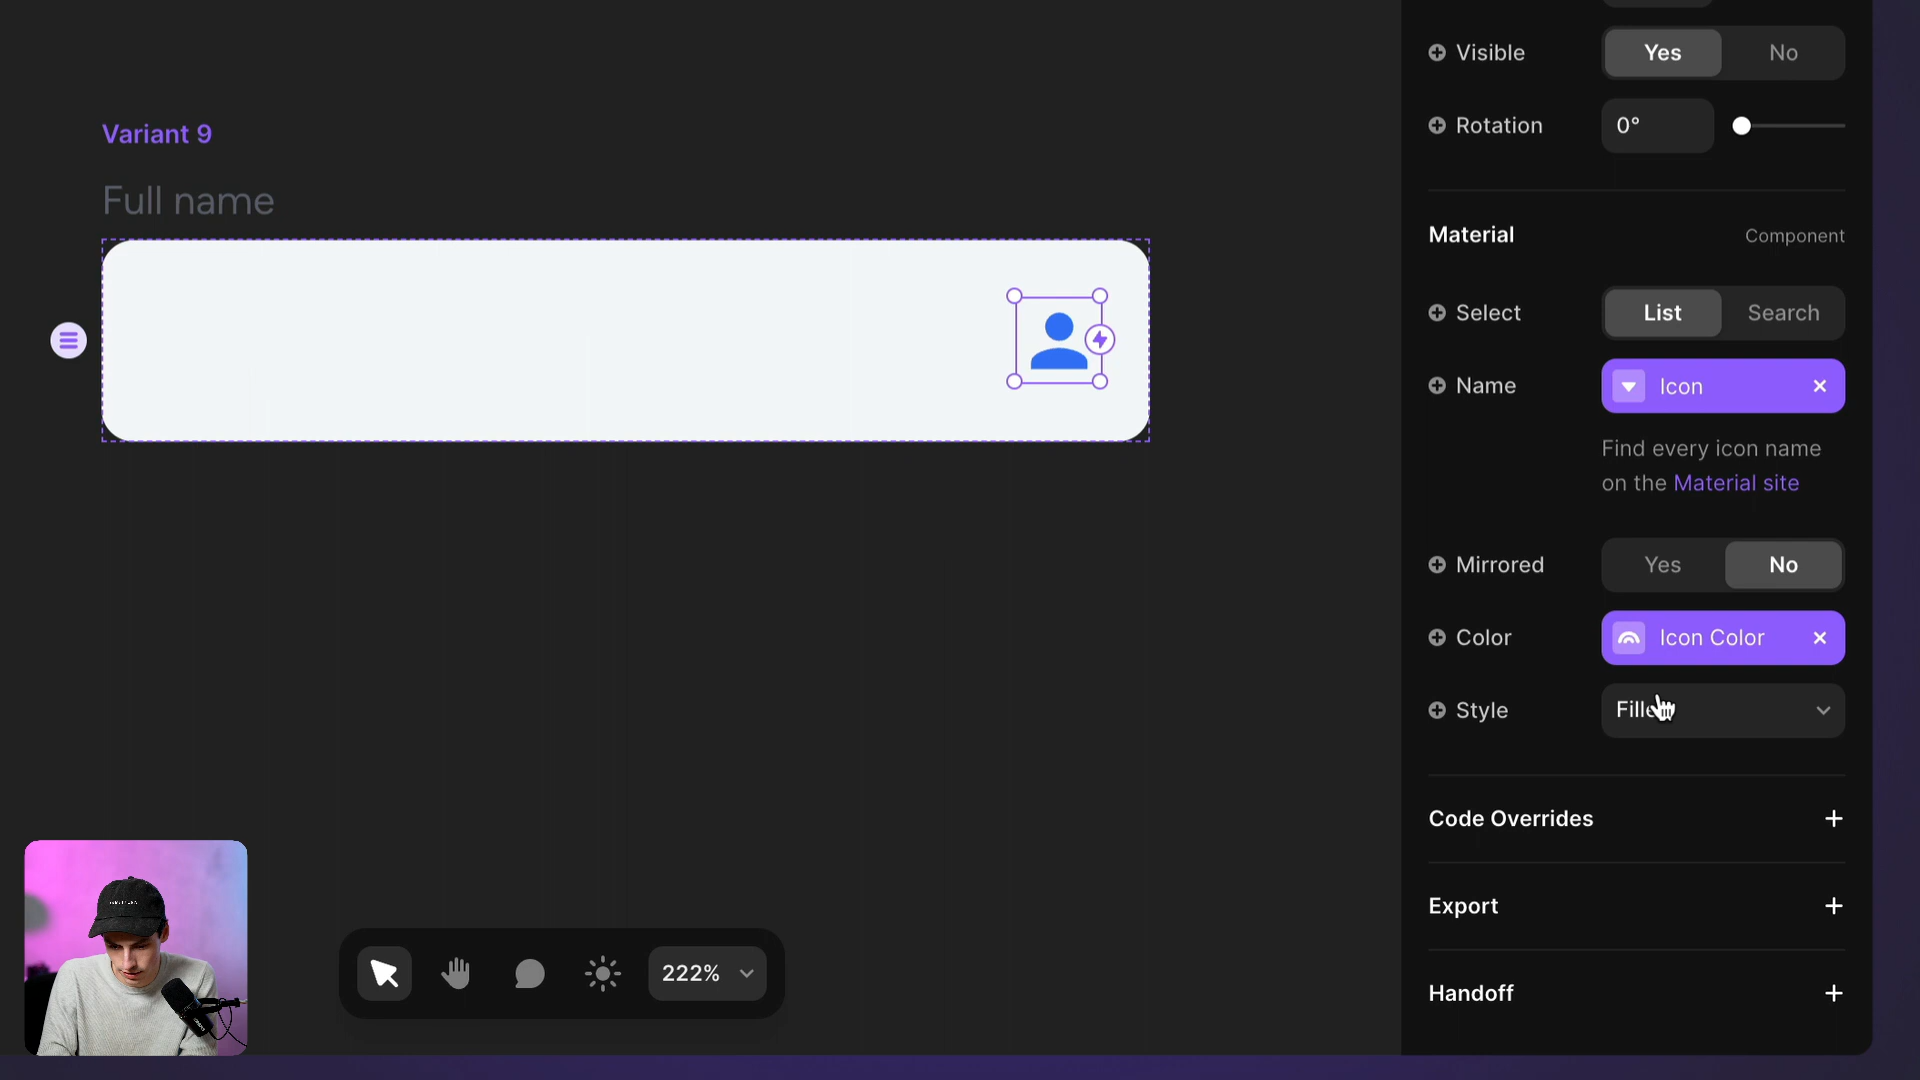 Variant 9
Full name
222%
Visible
Yes
No
Rotation
0°
Material
Component
Select
List
Search
Name
Icon
Find every icon name
on the Material site
Mirrored
Yes
No
Color
Icon Color
Style
Code Overrides
Export
Handoff